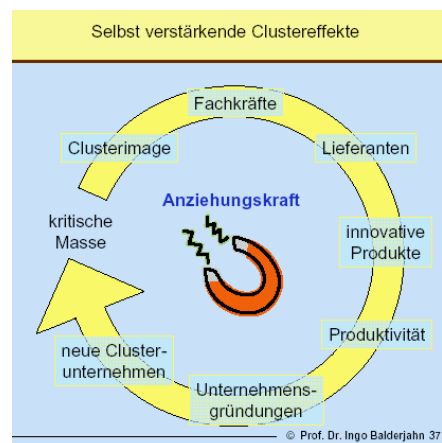 Selbst verstärkende Clustereffekte
Fachkräfte
Clusterimage
Lieferanten
Anziehungskraft
kritische
Masse
innovative
Produkte
Produktivität
neue Cluster-
unternehmen
Unternehmens-
gründungen
© Prof. Dr. Ingo Balderjahn 37